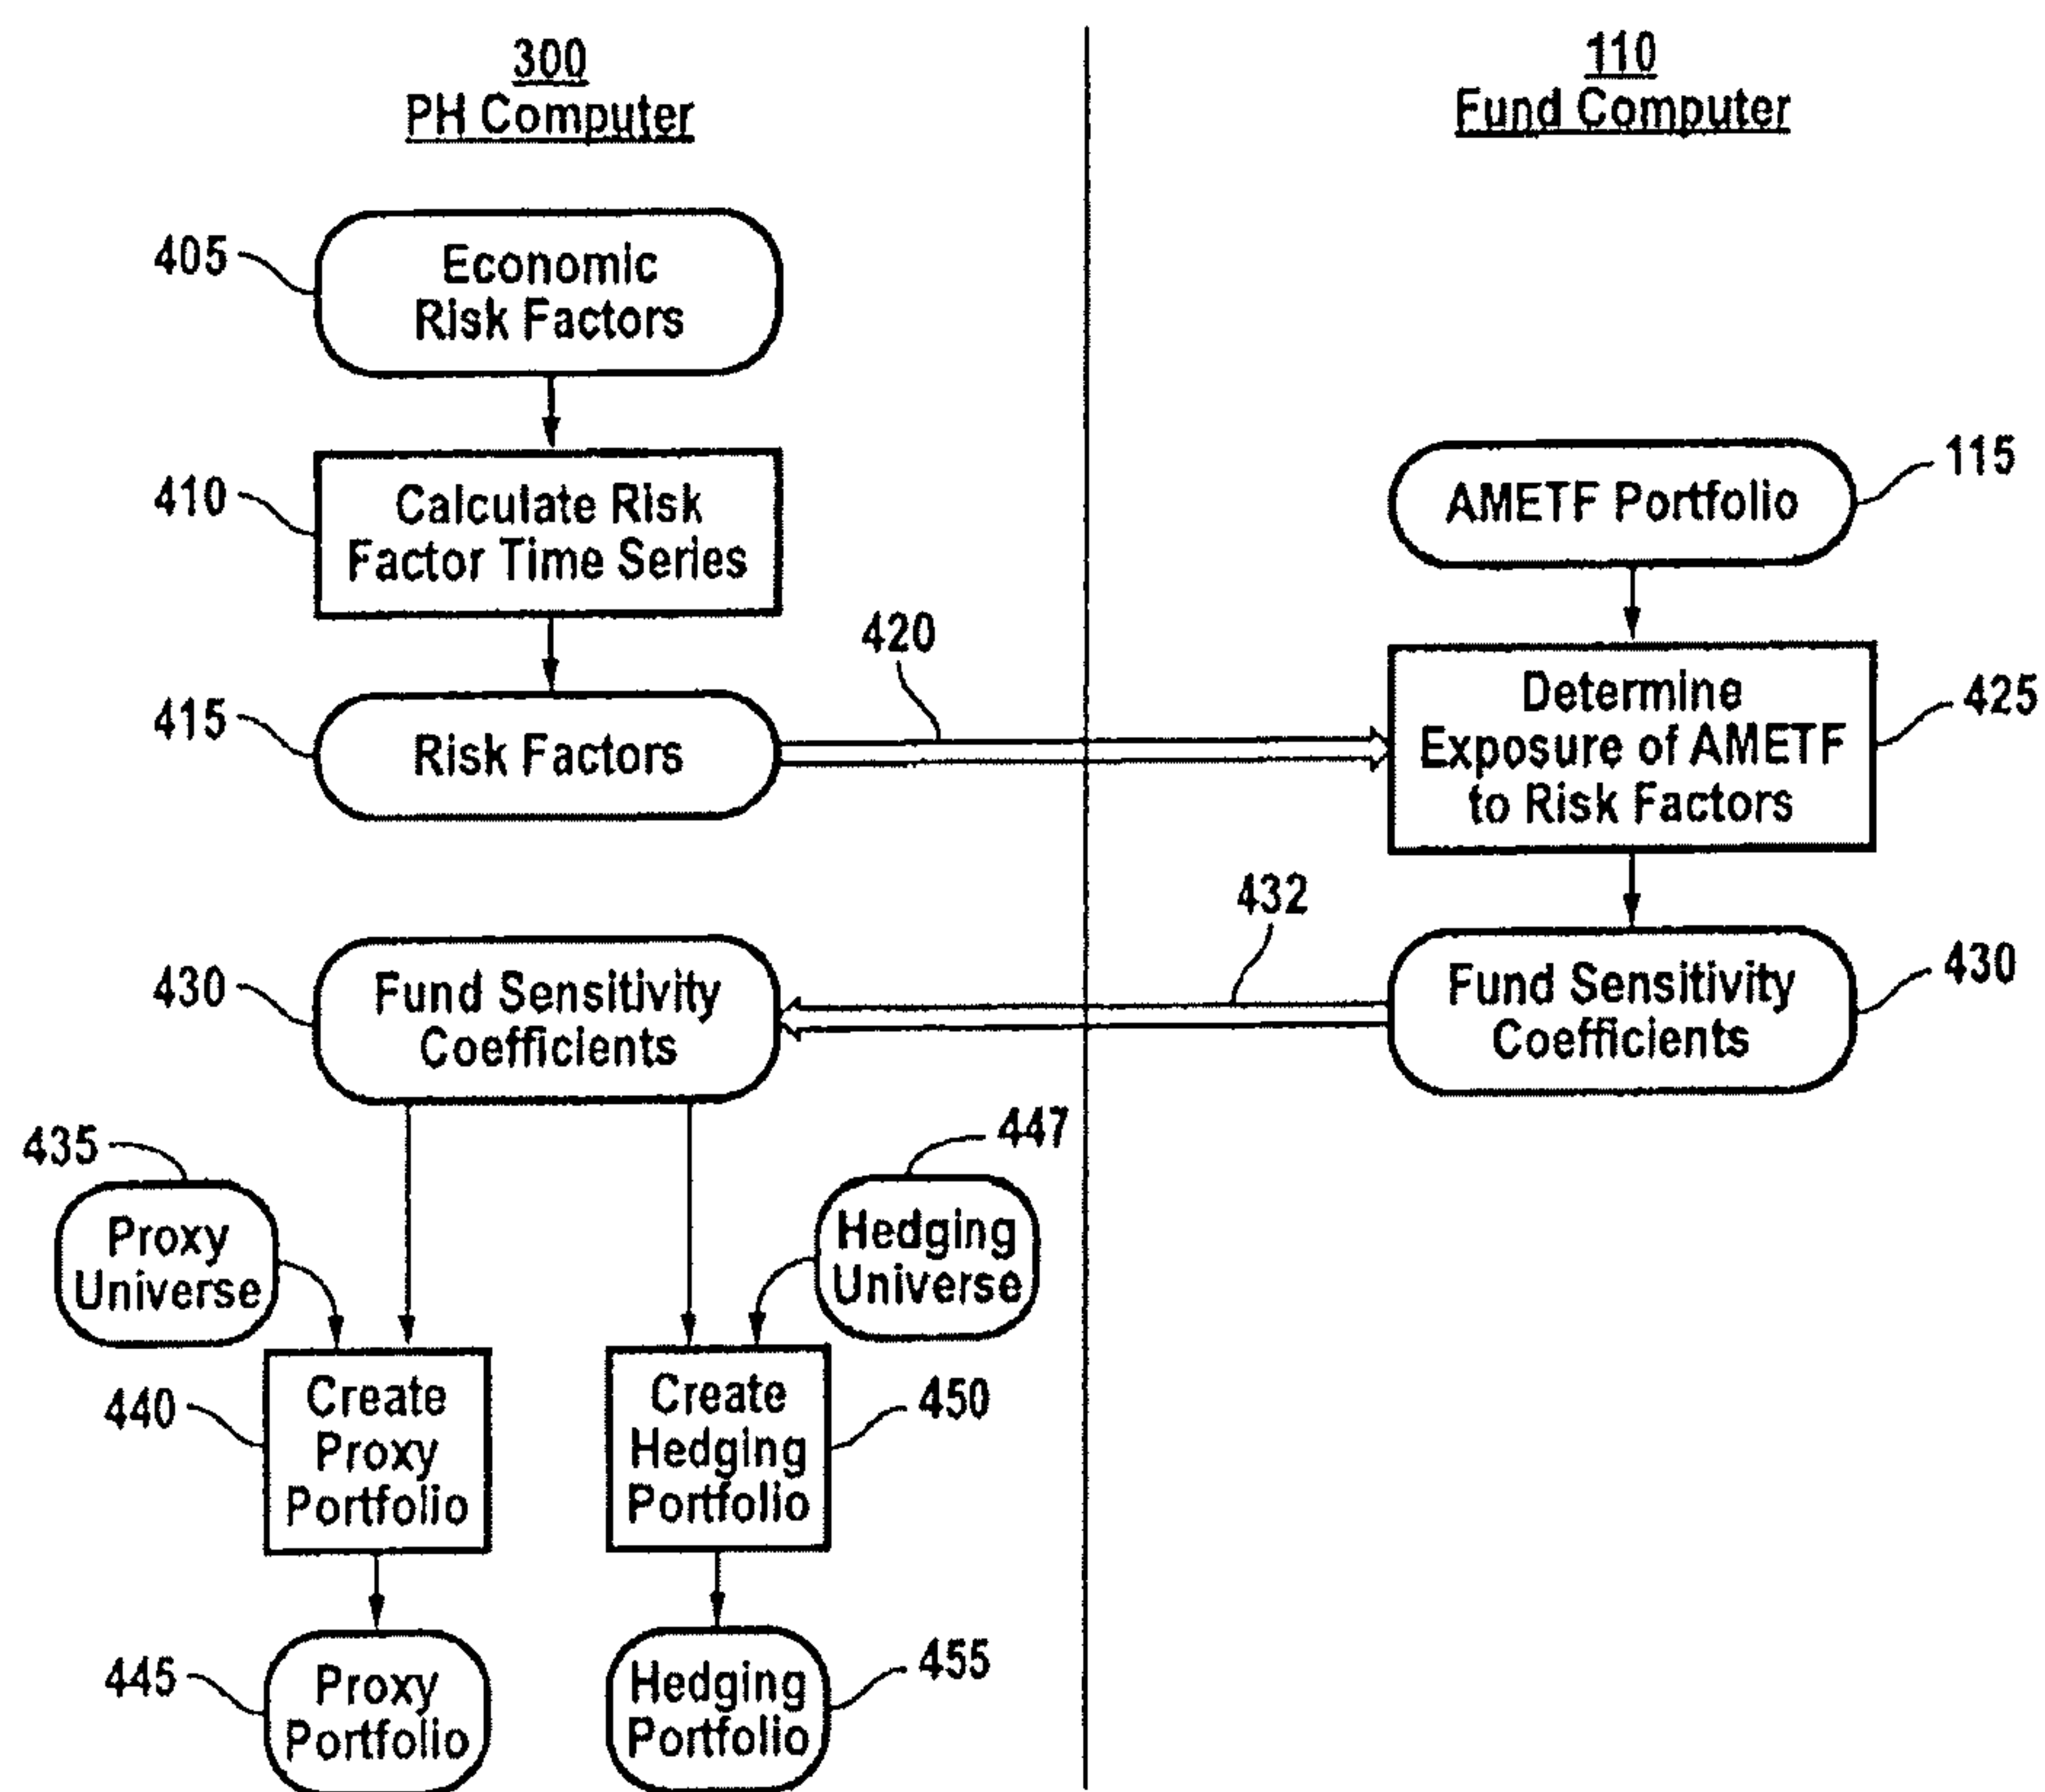 300
PH Computer
110
Fund Computer
405
Economic
Risk Factors
410
Calculate Risk
Factor Time Series
115
AMETF Portfolio
415
Risk Factors
420
Determine
Exposure of AMETF
to Risk Factors
425
430
Fund Sensitivity
Coefficients
432
Fund Sensitivity
Coefficients
430
435
Proxy
Universe
447
Hedging
Universe
440
Create
Proxy
Portfolio
Create
Hedging
Portfolio
450
445
Proxy
Portfolio
Hedging
Portfolio
455